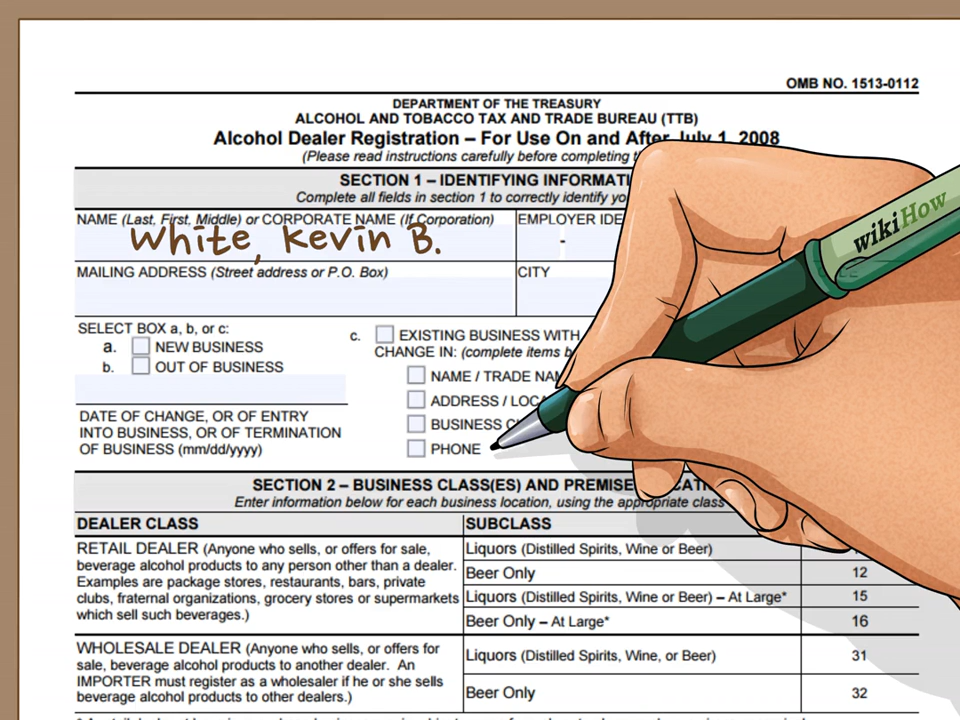 OMB NO. 1513-0112
DEPARTMENT OF THE TREASURY
ALCOHOL AND TOBACCO TAX AND TRADE BUREAU (TTB)
Alcohol Dealer Registration – For Use On and After July 1, 2008
(Please read instructions carefully before completing
SECTION 1 – IDENTIFYING
Complete all fields in section 1 to correctly identify
NAME (Last, First, Middle) or CORPORATE NAME (If Corporation) EMPLOYER
White, Kevin B. -
MAILING ADDRESS (Street address or P.O. Box) CITY
SELECT BOX a, b, or c:
a. NEW BUSINESS
b. OUT OF BUSINESS
DATE OF CHANGE, OR OF ENTRY
INTO BUSINESS, OR OF TERMINATION
OF BUSINESS (mm/dd/yyyy)
c. EXISTING BUSINESS WITH
CHANGE IN: (complete items
NAME / TRADE
ADDRESS /
BUSINESS
PHONE
wikiHow
SECTION 2 – BUSINESS CLASS(ES) AND
Enter information below for each business location, using the appropriate class
DEALER CLASS SUBCLASS
RETAIL DEALER (Anyone who sells, or offers for sale,
beverage alcohol products to any person other than a dealer.
Examples are package stores, restaurants, bars, private
clubs, fraternal organizations, grocery stores or supermarkets
which sell such beverages.)
Liquors (Distilled Spirits, Wine or Beer)
Beer Only 12
Liquors (Distilled Spirits, Wine or Beer) – At Large* 15
Beer Only – At Large* 16
WHOLESALE DEALER (Anyone who sells, or offers for
sale, beverage alcohol products to another dealer. An
IMPORTER must register as a wholesaler if he or she sells
beverage alcohol products to other dealers.)
Liquors (Distilled Spirits, Wine, or Beer) 31
Beer Only 32